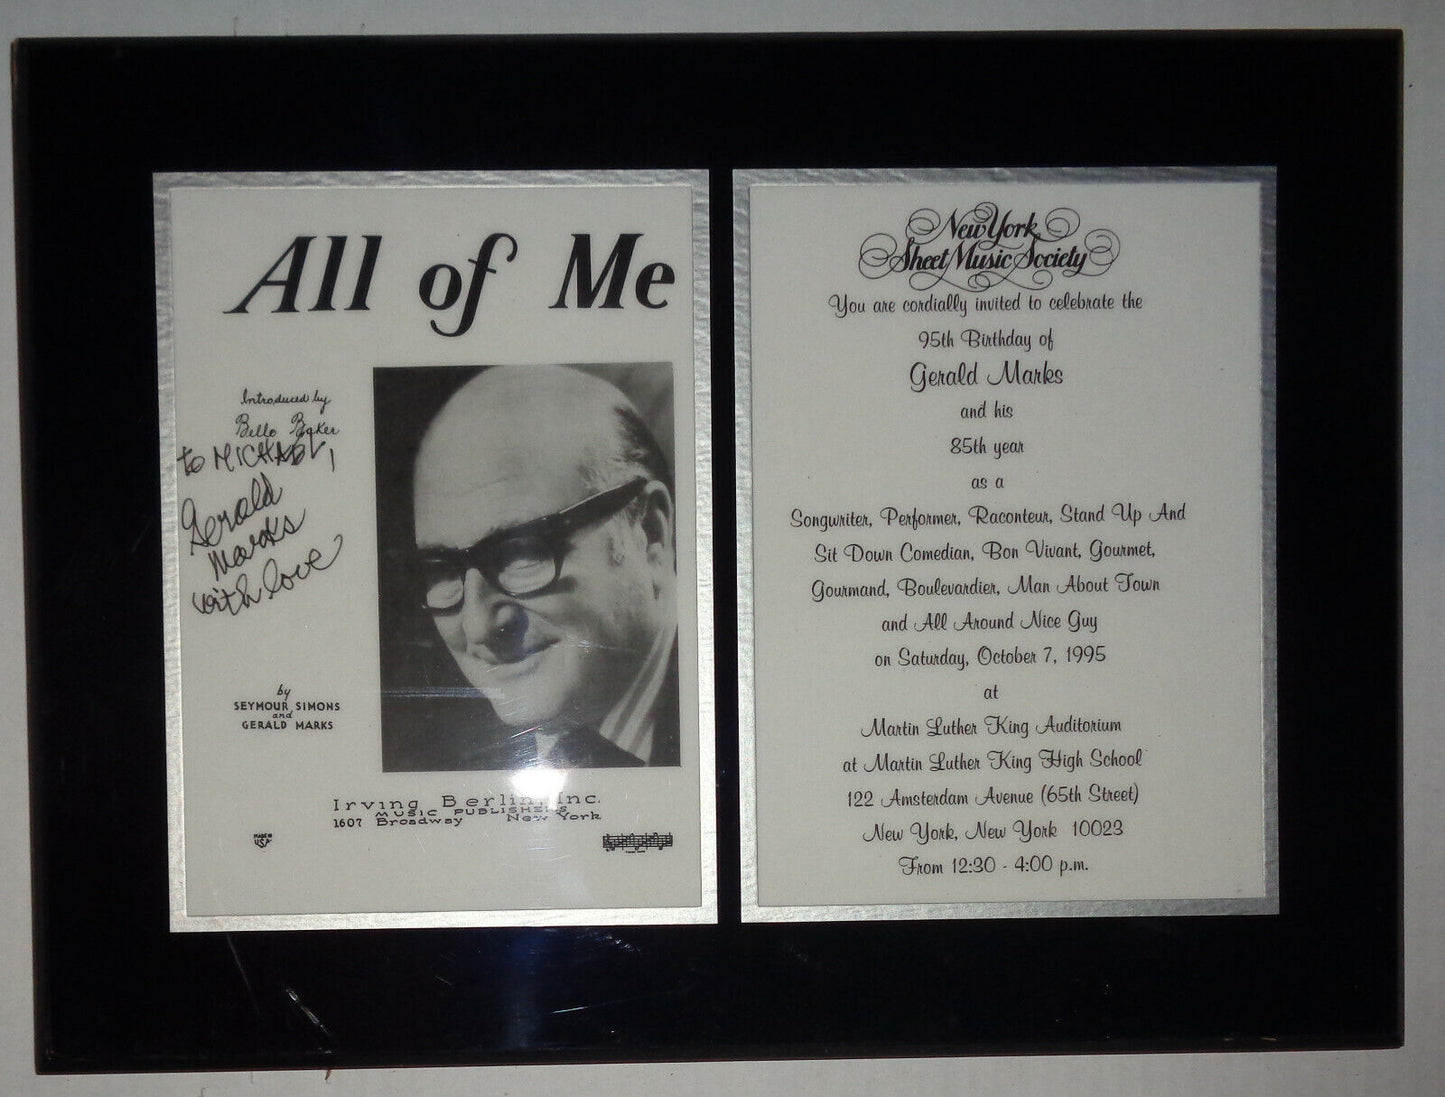 All of Me
Introduced by
Belle Baker
to MICHAEL,
Gerald
Marks
with love
by
SEYMOUR SIMONS
and
GERALD MARKS
Irving Berlin, Inc.
MUSIC PUBLISHERS
1607 Broadway New York
MADE IN
U.S.A.
New York
Sheet Music Society
You are cordially invited to celebrate the
95th Birthday of
Gerald Marks
and his
85th year
as a
Songwriter, Performer, Raconteur, Stand Up And
Sit Down Comedian, Bon Vivant, Gourmet,
Gourmand, Boulevardier, Man About Town
and All Around Nice Guy
on Saturday, October 7, 1995
at
Martin Luther King Auditorium
at Martin Luther King High School
122 Amsterdam Avenue (65th Street)
New York, New York 10023
From 12:30 - 4:00 p.m.